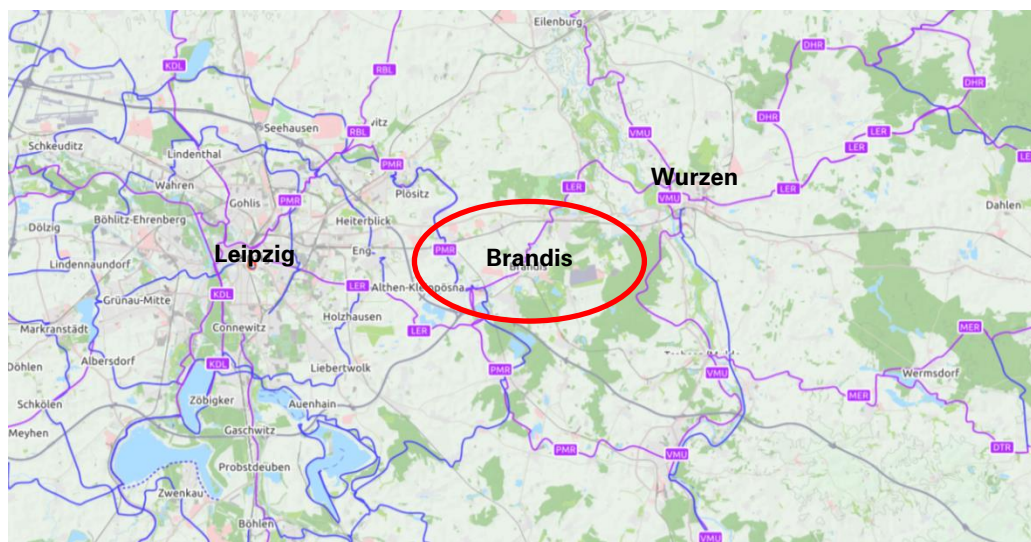 Eilenburg
DHR
KDL
RBL
DHR
Seehausen
RBL
vitz
DHR
VMU
LER
Schkeuditz
Lindenthal
PMR
LER
Wahren
Plösitz
Wurzen
LER
LER
Gohlis
PMR
VMU
Dahlen
Böhlitz-Ehrenberg
Heiterblick
Dölzig
PMR
Leipzig
Eng.
Brandis
Brandis
Lindennaundorf
LER
Althen-Kleinpösna
Grünau-Mitte
KDL
Holzhausen
Markranstädt
Connewitz
LER
MER
Albersdorf
KDL
Liebertwolk
Döhlen
PMR
VMU
Wermsdorf
Zöbigker
MER
Schkölen
Auenhain
Meyhen
Gaschwitz
PMR
VMU
DTR
Probstdeuben
Zwenkau
Böhlen
VMU